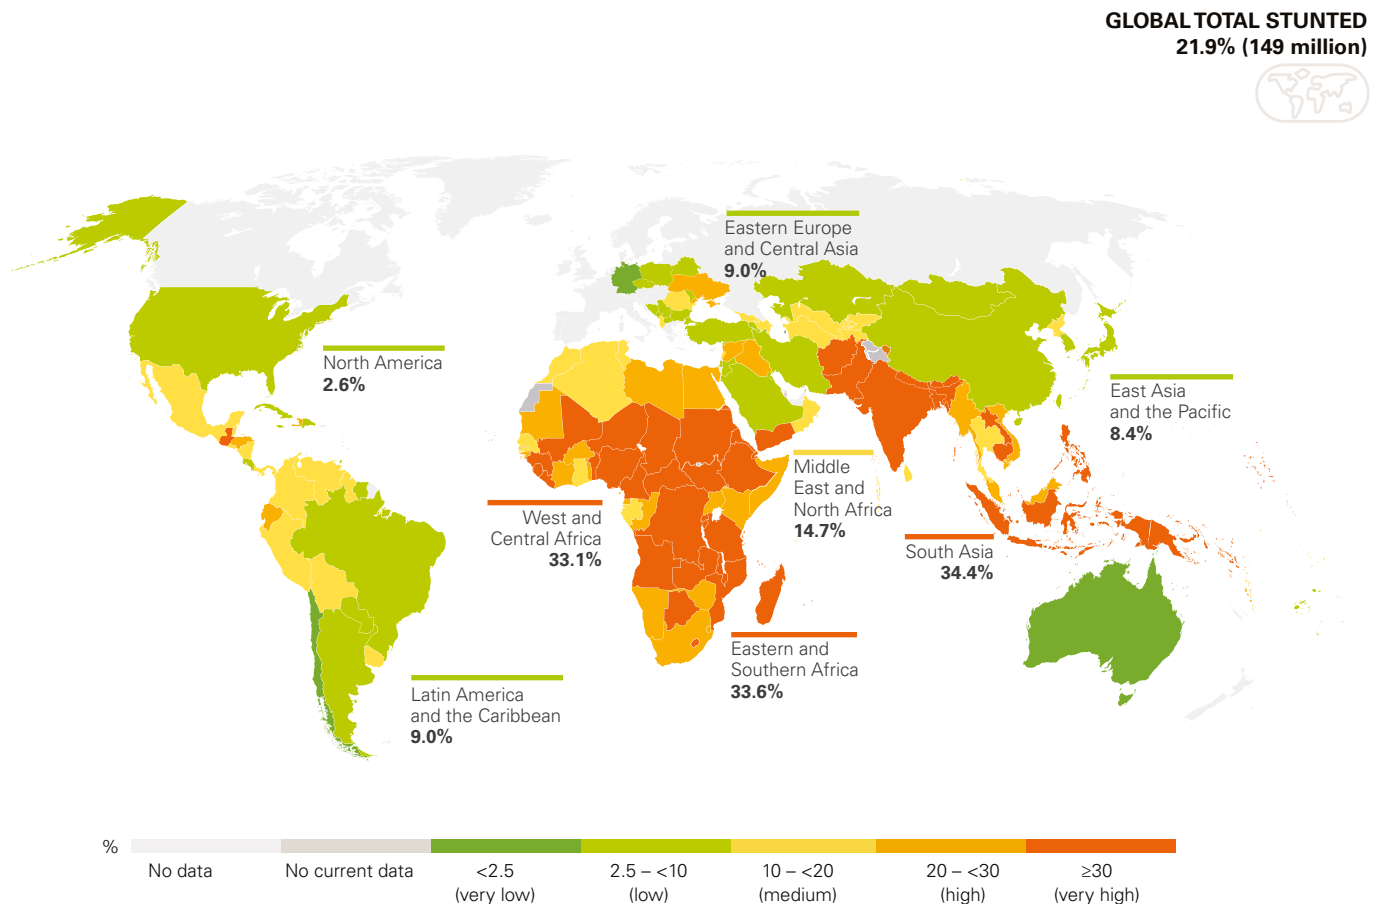 GLOBAL TOTAL STUNTED
21.9% (149 million)
Eastern Europe
and Central Asia
9.0%
North America
2.6%
East Asia
and the Pacific
8.4%
Middle
East and
North Africa
14.7%
West and
Central Africa
33.1%
South Asia
34.4%
Eastern and
Southern Africa
33.6%
Latin America
and the Caribbean
9.0%
%
No data
No current data
<2.5
(very low)
2.5 – <10
(low)
10 – <20
(medium)
20 – <30
(high)
≥30
(very high)